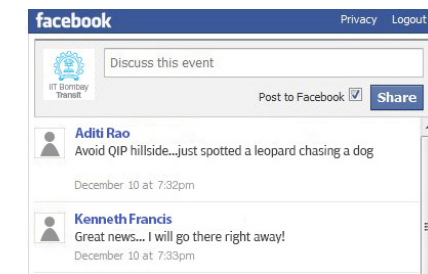 facebook Privacy Logout
Discuss this event
IIT Bombay
Transit
Post to Facebook Share
Aditi Rao
Avoid QIP hillside...just spotted a leopard chasing a dog
December 10 at 7:32pm
Kenneth Francis
Great news... I will go there right away!
December 10 at 7:33pm